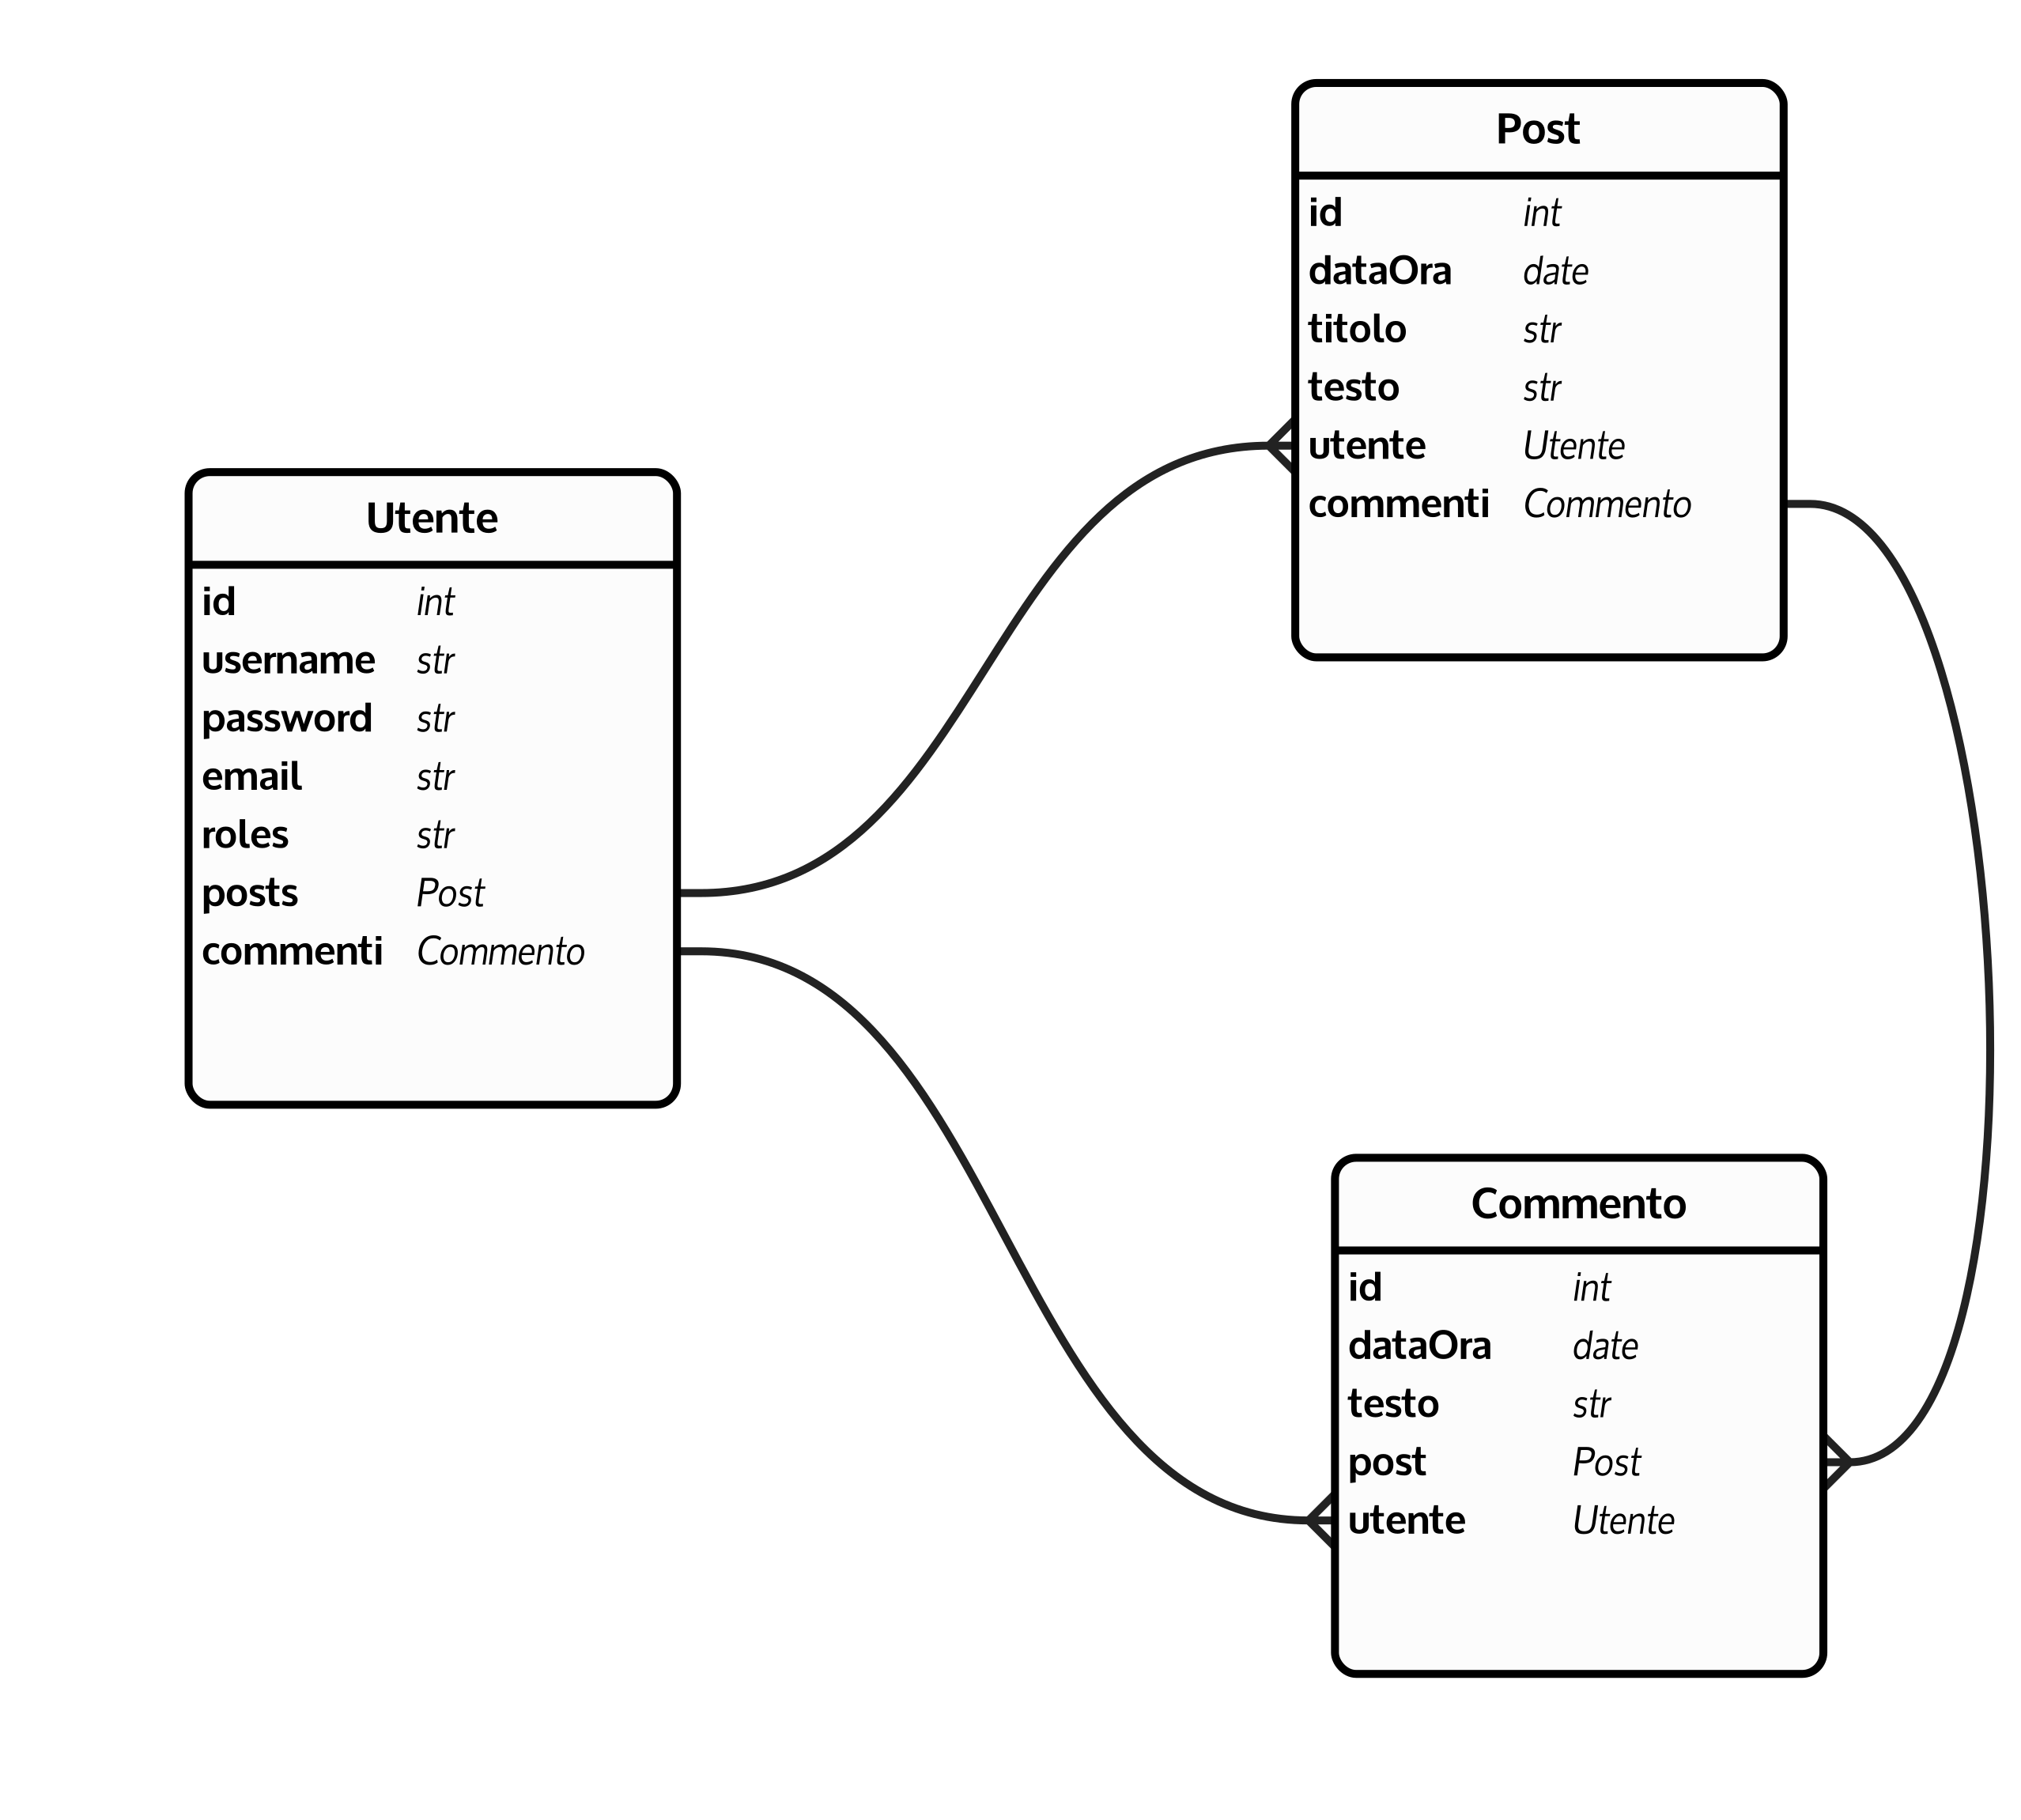 Post
id int
dataOra date
titolo str
testo str
utente Utente
commenti Commento
Utente
id int
username str
password str
email str
roles str
posts Post
commenti Commento
Commento
id int
dataOra date
testo str
post Post
utente Utente